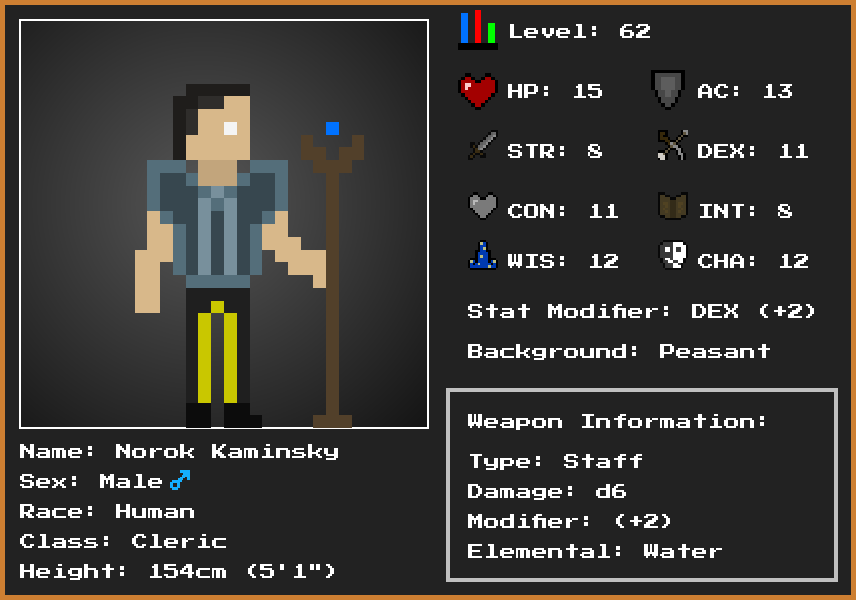 Level: 62
HP: 15
AC: 13
STR: 8
DEX: 11
CON: 11
INT: 8
WIS: 12
CHA: 12
Stat Modifier: DEX (+2)
Background: Peasant
Weapon Information:
Type: Staff
Damage: d6
Modifier: (+2)
Elemental: Water
Name: Norok Kaminsky
Sex: Male♂
Race: Human
Class: Cleric
Height: 154cm (5'1")